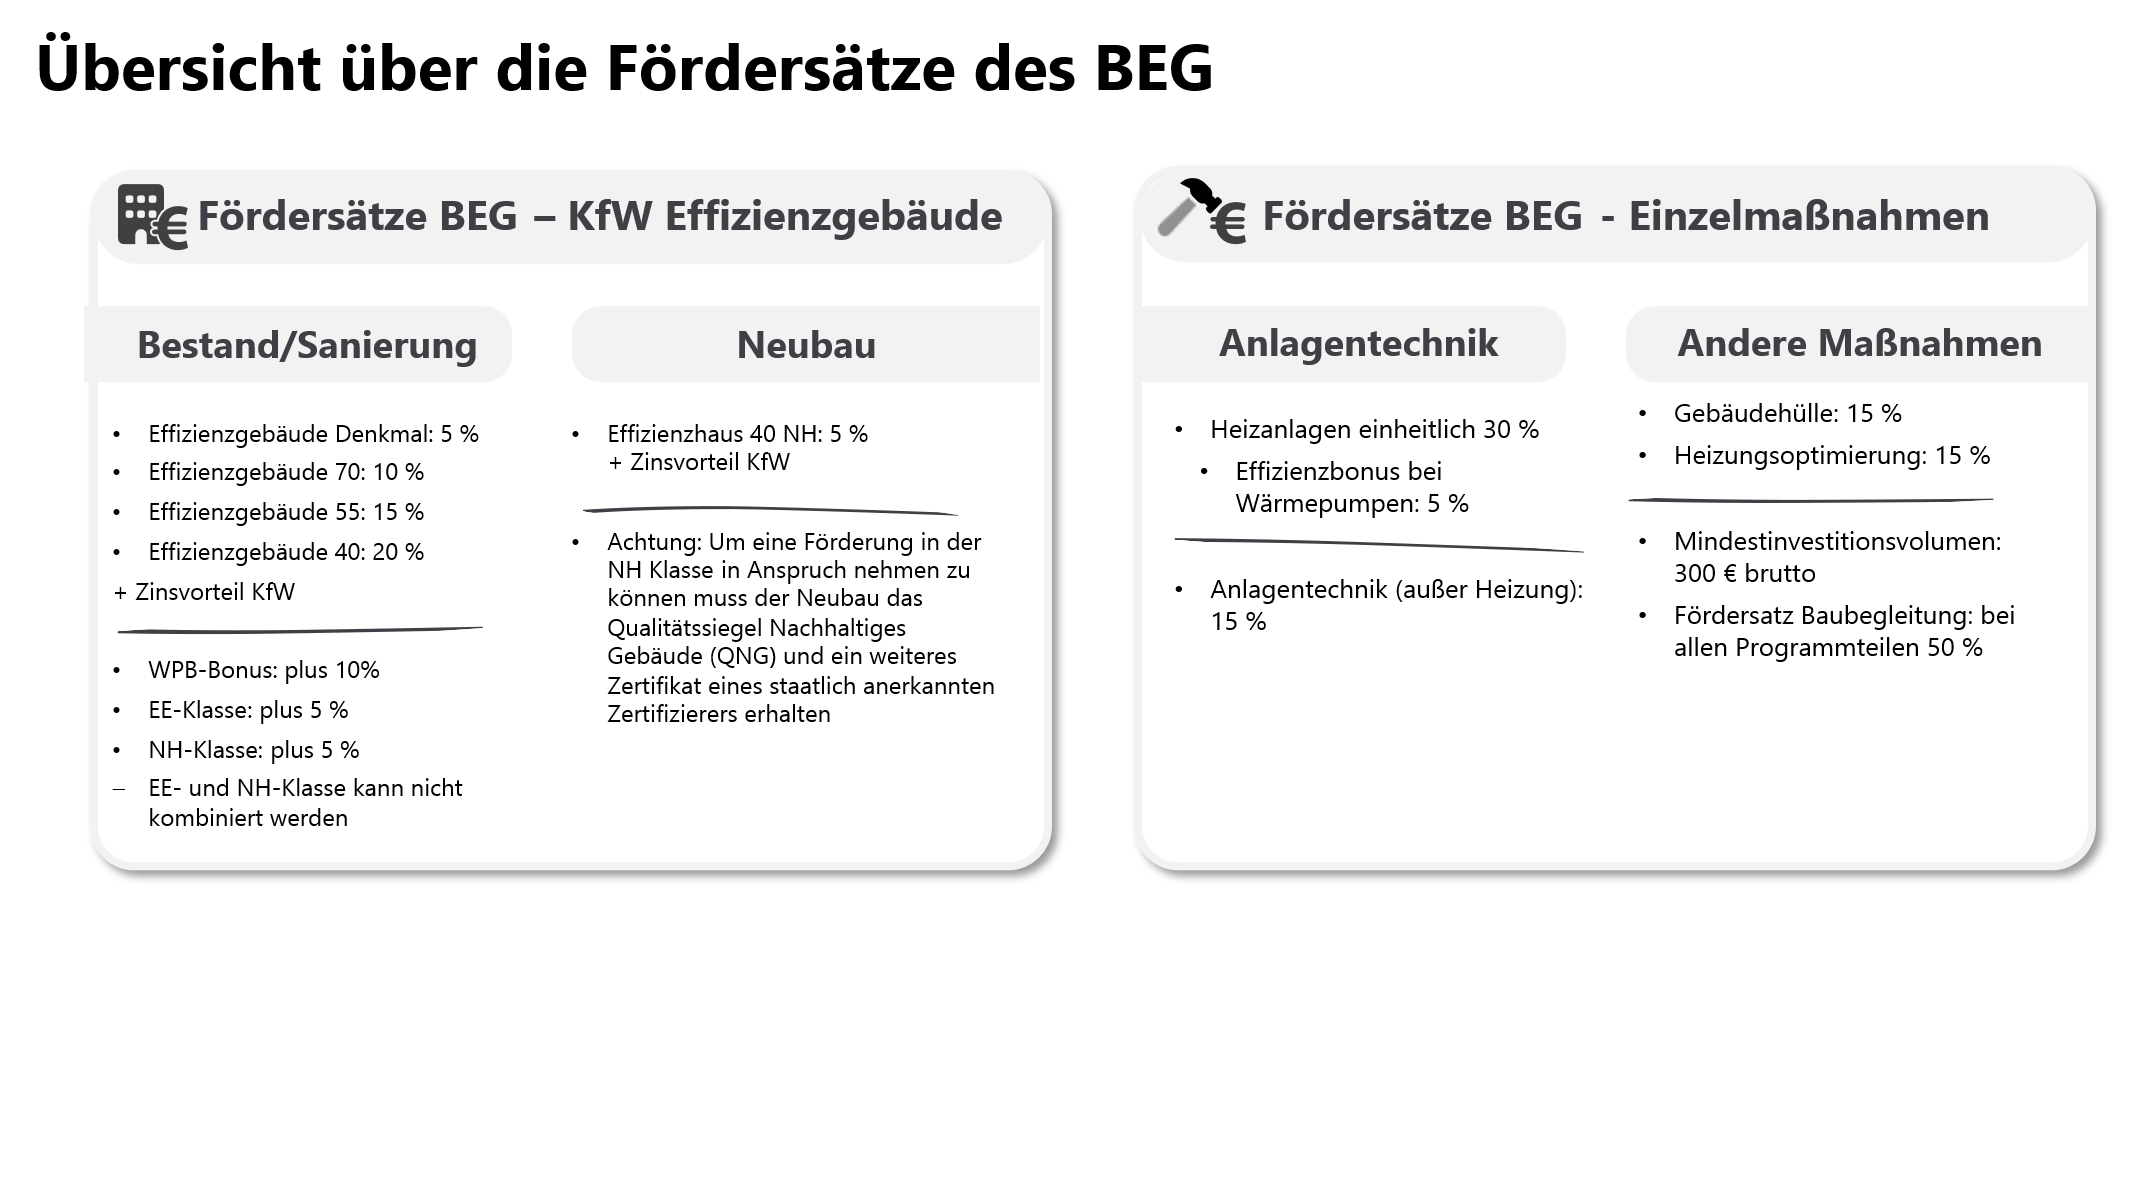 Übersicht über die Fördersätze des BEG
Fördersätze BEG – KfW Effizienzgebäude
Bestand/Sanierung
• Effizienzgebäude Denkmal: 5 %
• Effizienzgebäude 70: 10 %
• Effizienzgebäude 55: 15 %
• Effizienzgebäude 40: 20 %
+ Zinsvorteil KfW
• WPB-Bonus: plus 10%
• EE-Klasse: plus 5 %
• NH-Klasse: plus 5 %
– EE- und NH-Klasse kann nicht
kombiniert werden
Neubau
• Effizienzhaus 40 NH: 5 %
+ Zinsvorteil KfW
• Achtung: Um eine Förderung in der
NH Klasse in Anspruch nehmen zu
können muss der Neubau das
Qualitätssiegel Nachhaltiges
Gebäude (QNG) und ein weiteres
Zertifikat eines staatlich anerkannten
Zertifizierers erhalten
Fördersätze BEG - Einzelmaßnahmen
Anlagentechnik
• Heizanlagen einheitlich 30 %
• Effizienzbonus bei
Wärmepumpen: 5 %
• Anlagentechnik (außer Heizung):
15 %
Andere Maßnahmen
• Gebäudehülle: 15 %
• Heizungsoptimierung: 15 %
• Mindestinvestitionsvolumen:
300 € brutto
• Fördersatz Baubegleitung: bei
allen Programmteilen 50 %